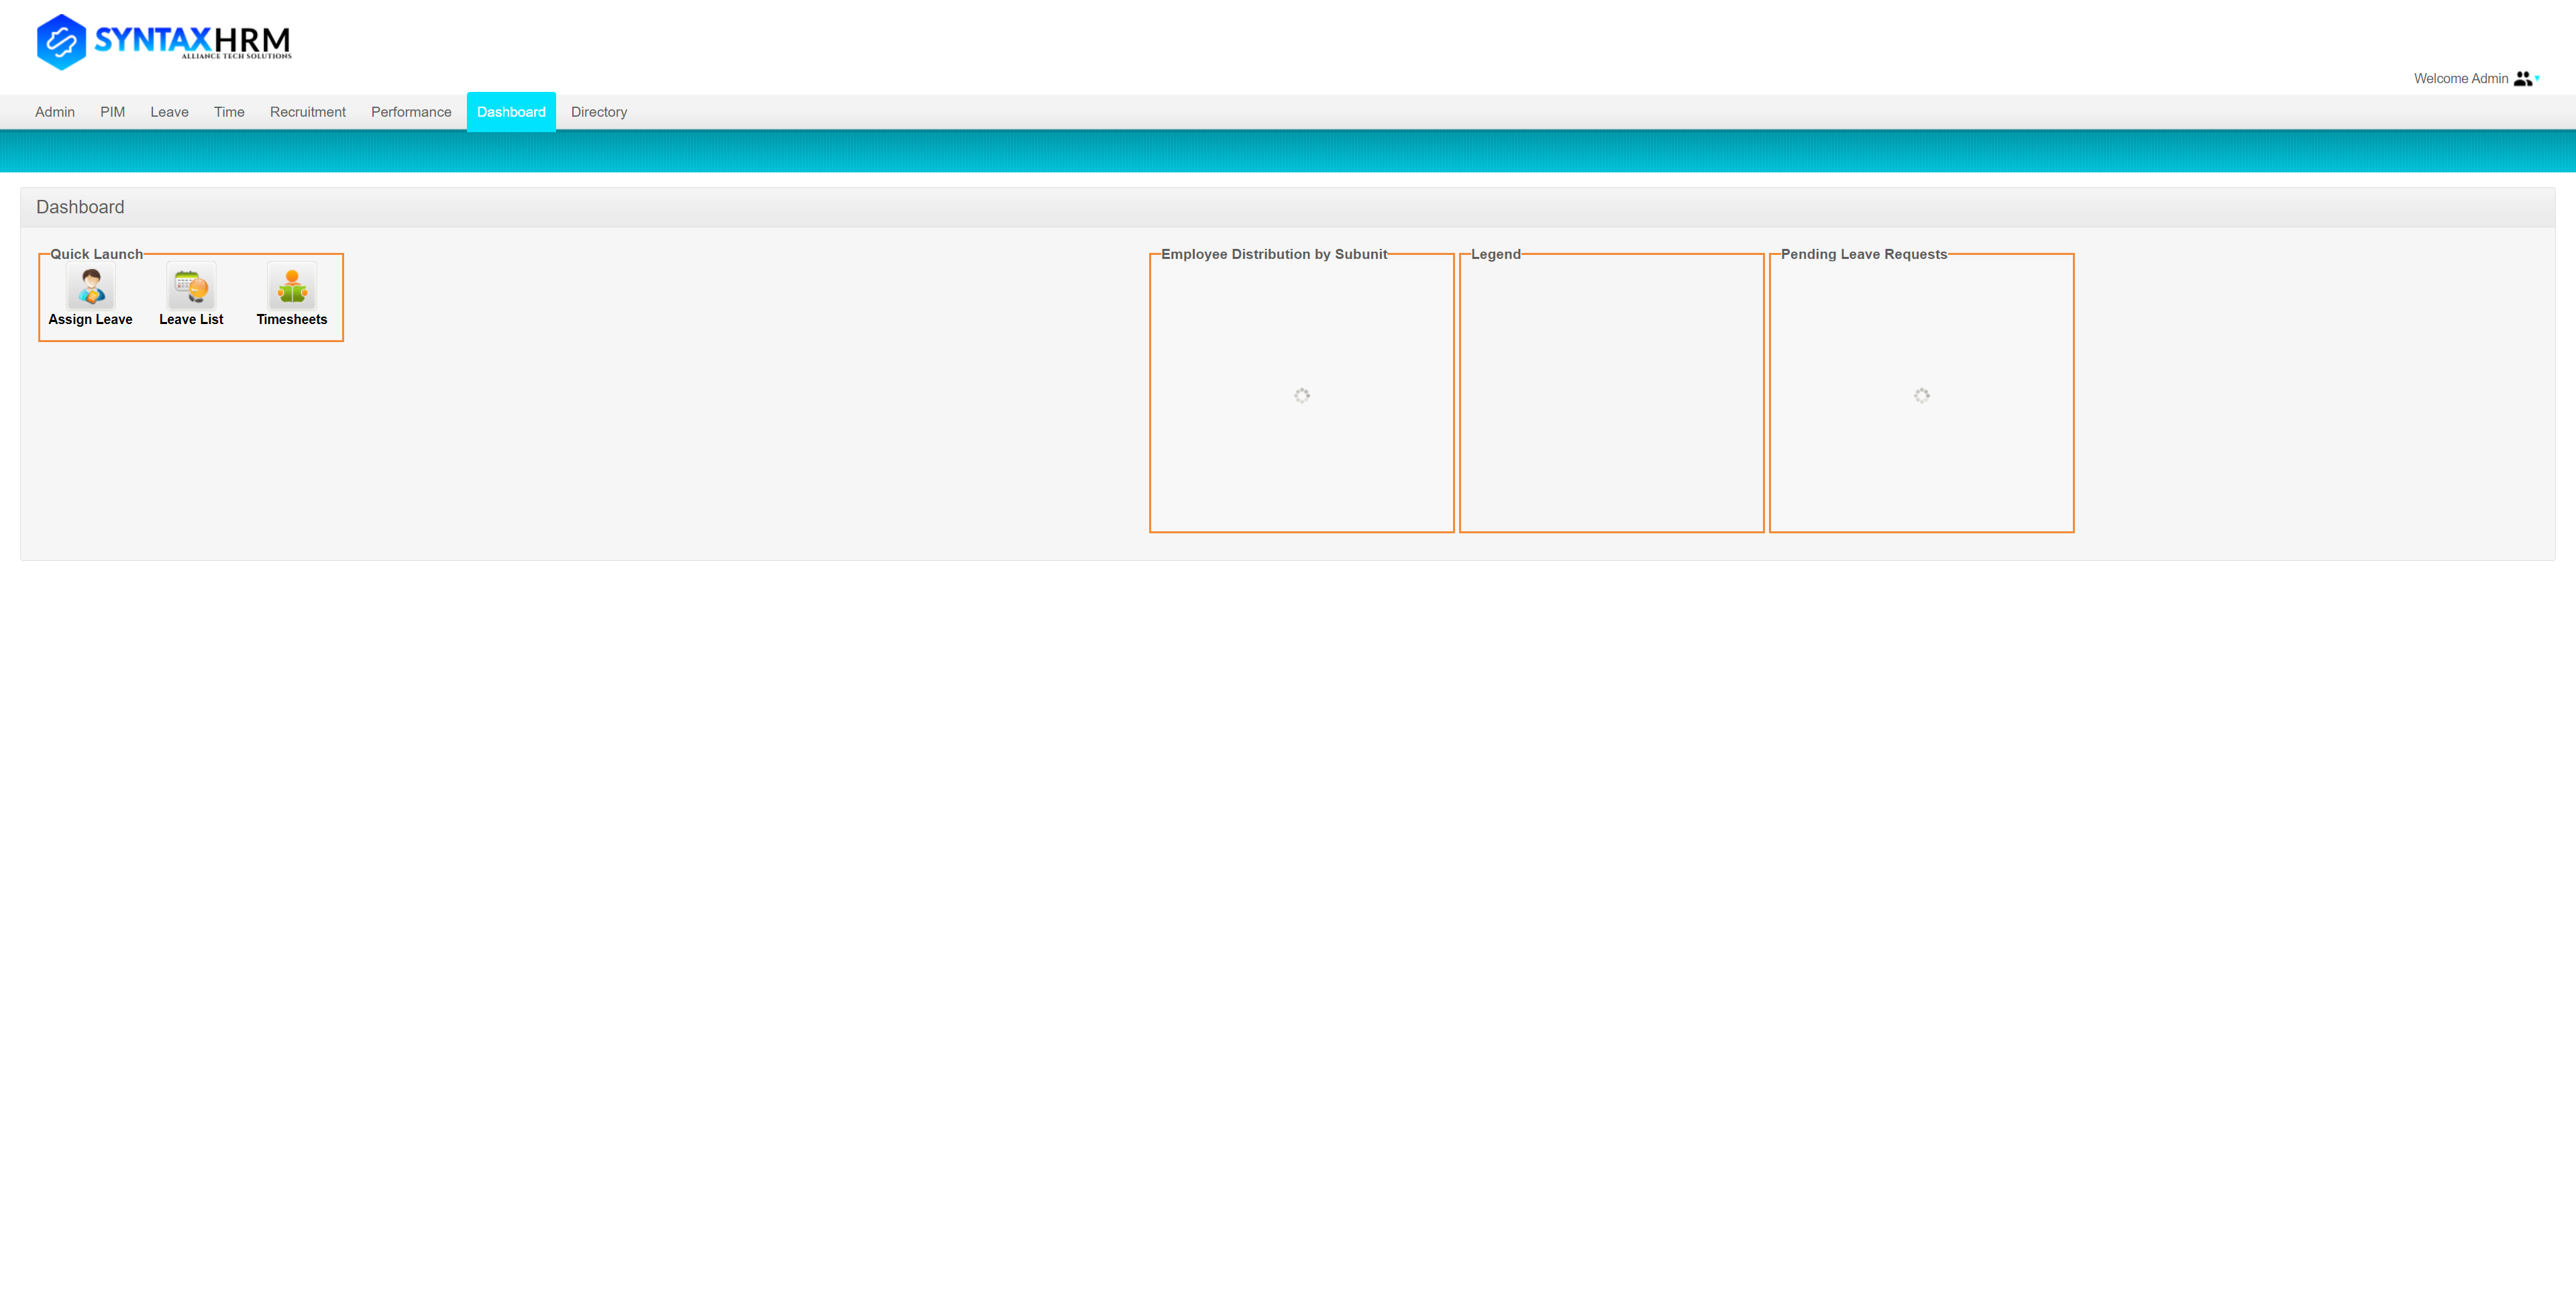 SYNTAXHRM
ALLIANCE TECH SOLUTIONS
Welcome Admin
Admin PIM Leave Time Recruitment Performance Dashboard Directory
Dashboard
Quick Launch
Assign Leave Leave List Timesheets
Employee Distribution by Subunit
Legend
Pending Leave Requests